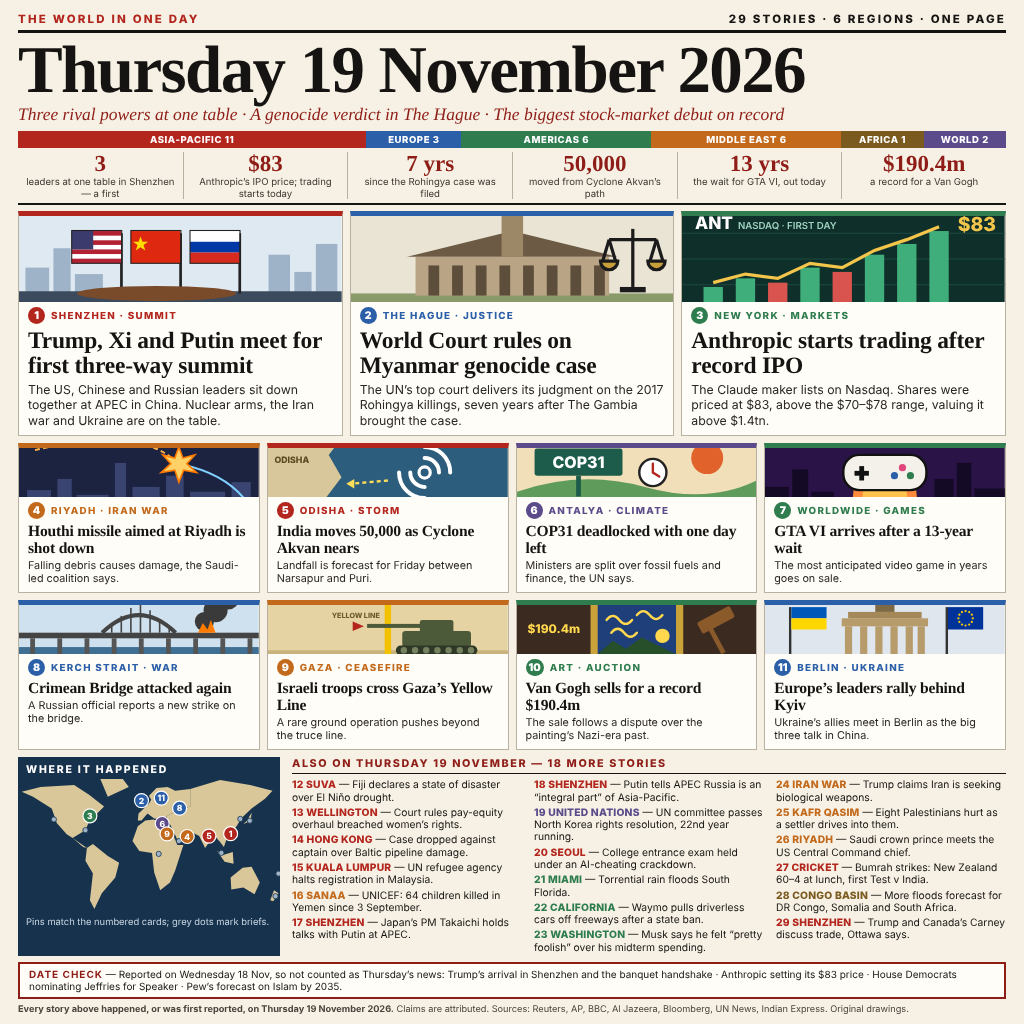 THE WORLD IN ONE DAY
29 STORIES · 6 REGIONS · ONE PAGE
Thursday 19 November 2026
Three rival powers at one table · A genocide verdict in The Hague · The biggest stock-market debut on record
ASIA-PACIFIC 11
EUROPE 3
AMERICAS 6
MIDDLE EAST 6
AFRICA 1
WORLD 2
3
leaders at one table in Shenzhen
— a first
$83
Anthropic’s IPO price; trading
starts today
7 yrs
since the Rohingya case was
filed
50,000
moved from Cyclone Akvan’s
path
13 yrs
the wait for GTA VI, out today
$190.4m
a record for a Van Gogh
1 SHENZHEN · SUMMIT
Trump, Xi and Putin meet for
first three-way summit
The US, Chinese and Russian leaders sit down
together at APEC in China. Nuclear arms, the Iran
war and Ukraine are on the table.
2 THE HAGUE · JUSTICE
World Court rules on
Myanmar genocide case
The UN’s top court delivers its judgment on the 2017
Rohingya killings, seven years after The Gambia
brought the case.
ANT NASDAQ · FIRST DAY
$83
3 NEW YORK · MARKETS
Anthropic starts trading after
record IPO
The Claude maker lists on Nasdaq. Shares were
priced at $83, above the $70–$78 range, valuing it
above $1.4tn.
4 RIYADH · IRAN WAR
Houthi missile aimed at Riyadh is
shot down
Falling debris causes damage, the Saudi-
led coalition says.
ODISHA
5 ODISHA · STORM
India moves 50,000 as Cyclone
Akvan nears
Landfall is forecast for Friday between
Narsapur and Puri.
COP31
6 ANTALYA · CLIMATE
COP31 deadlocked with one day
left
Ministers are split over fossil fuels and
finance, the UN says.
7 WORLDWIDE · GAMES
GTA VI arrives after a 13-year
wait
The most anticipated video game in years
goes on sale.
8 KERCH STRAIT · WAR
Crimean Bridge attacked again
A Russian official reports a new strike on
the bridge.
YELLOW LINE
9 GAZA · CEASEFIRE
Israeli troops cross Gaza’s Yellow
Line
A rare ground operation pushes beyond
the truce line.
$190.4m
10 ART · AUCTION
Van Gogh sells for a record
$190.4m
The sale follows a dispute over the
painting’s Nazi-era past.
11 BERLIN · UKRAINE
Europe’s leaders rally behind
Kyiv
Ukraine’s allies meet in Berlin as the big
three talk in China.
WHERE IT HAPPENED
2
11
8
3
6
9
4
5
1
Pins match the numbered cards; grey dots mark briefs.
ALSO ON THURSDAY 19 NOVEMBER — 18 MORE STORIES
12 SUVA — Fiji declares a state of disaster
over El Niño drought.
13 WELLINGTON — Court rules pay-equity
overhaul breached women’s rights.
14 HONG KONG — Case dropped against
captain over Baltic pipeline damage.
15 KUALA LUMPUR — UN refugee agency
halts registration in Malaysia.
16 SANAA — UNICEF: 64 children killed in
Yemen since 3 September.
17 SHENZHEN — Japan’s PM Takaichi holds
talks with Putin at APEC.
18 SHENZHEN — Putin tells APEC Russia is an
“integral part” of Asia-Pacific.
19 UNITED NATIONS — UN committee passes
North Korea rights resolution, 22nd year
running.
20 SEOUL — College entrance exam held
under an AI-cheating crackdown.
21 MIAMI — Torrential rain floods South
Florida.
22 CALIFORNIA — Waymo pulls driverless
cars off freeways after a state ban.
23 WASHINGTON — Musk says he felt “pretty
foolish” over his midterm spending.
24 IRAN WAR — Trump claims Iran is seeking
biological weapons.
25 KAFR QASIM — Eight Palestinians hurt as
a settler drives into them.
26 RIYADH — Saudi crown prince meets the
US Central Command chief.
27 CRICKET — Bumrah strikes: New Zealand
60–4 at lunch, first Test v India.
28 CONGO BASIN — More floods forecast for
DR Congo, Somalia and South Africa.
29 SHENZHEN — Trump and Canada’s Carney
discuss trade, Ottawa says.
DATE CHECK — Reported on Wednesday 18 Nov, so not counted as Thursday’s news: Trump’s arrival in Shenzhen and the banquet handshake · Anthropic setting its $83 price · House Democrats
nominating Jeffries for Speaker · Pew’s forecast on Islam by 2035.
Every story above happened, or was first reported, on Thursday 19 November 2026. Claims are attributed. Sources: Reuters, AP, BBC, Al Jazeera, Bloomberg, UN News, Indian Express. Original drawings.